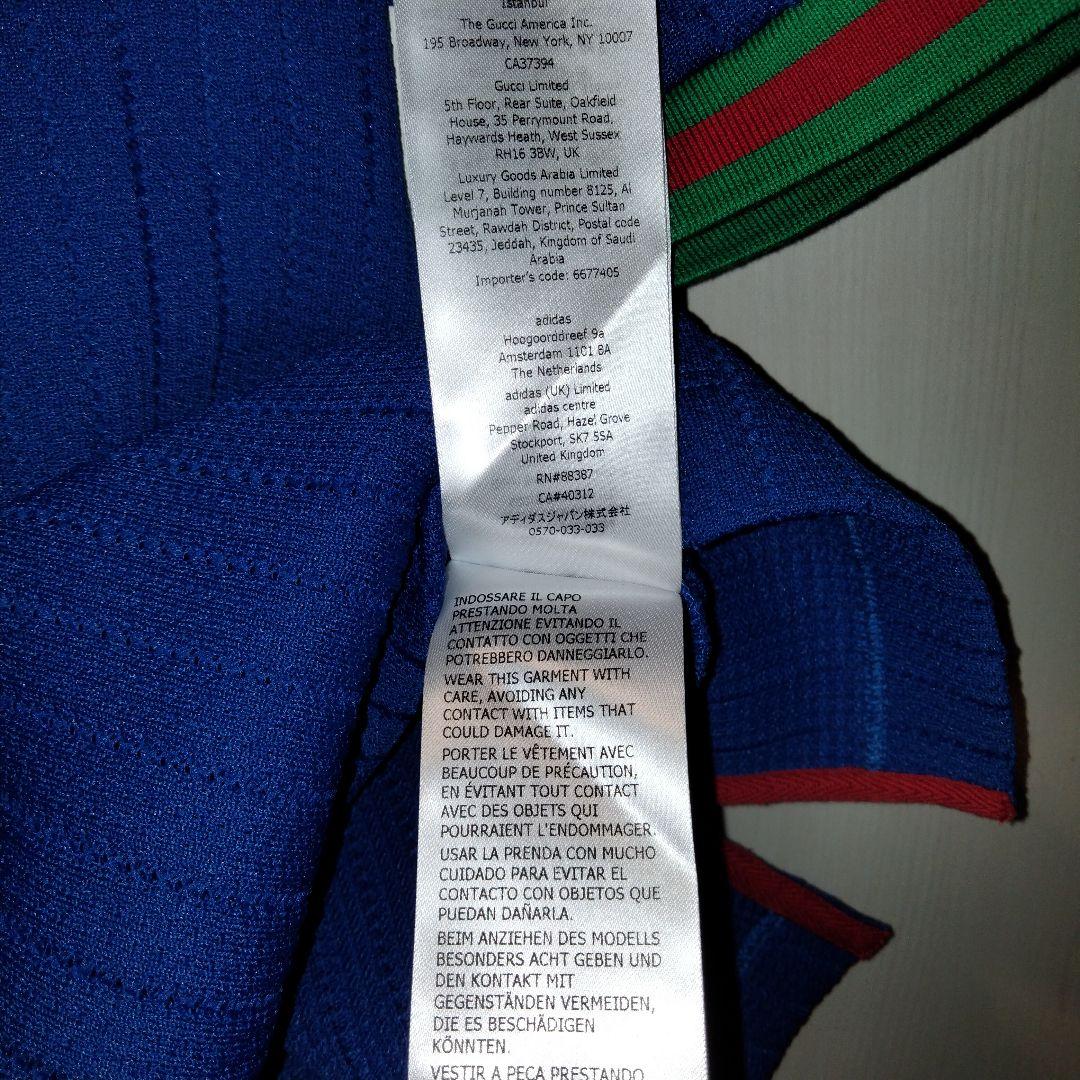 Istanbul
The Gucci America Inc.
195 Broadway, New York, NY 10007
CA37394
Gucci Limited
5th Floor, Rear Suite, Oakfield
House, 35 Perrymount Road,
Haywards Heath, West Sussex
RH16 3BW, UK
Luxury Goods Arabia Limited
Level 7, Building number 8125, Al
Murjanah Tower, Prince Sultan
Street, Rawdah District, Postal code
23435, Jeddah, Kingdom of Saudi
Arabia
Importer's code: 6677405
adidas
Hoogoorddreef 9a
Amsterdam 1101 BA
The Netherlands
adidas (UK) Limited
adidas centre
Pepper Road, Hazel Grove
Stockport, SK7 5SA
United Kingdom
RN#88387
CA#40312
アディダスジャパン株式会社
0570-033-033
INDOSSARE IL CAPO
PRESTANDO MOLTA
ATTENZIONE EVITANDO IL
CONTATTO CON OGGETTI CHE
POTREBBERO DANNEGGIARLO.
WEAR THIS GARMENT WITH
CARE, AVOIDING ANY
CONTACT WITH ITEMS THAT
COULD DAMAGE IT.
PORTER LE VÊTEMENT AVEC
BEAUCOUP DE PRÉCAUTION,
EN ÉVITANT TOUT CONTACT
AVEC DES OBJETS QUI
POURRAIENT L'ENDOMMAGER.
USAR LA PRENDA CON MUCHO
CUIDADO PARA EVITAR EL
CONTACTO CON OBJETOS QUE
PUEDAN DAÑARLA.
BEIM ANZIEHEN DES MODELLS
BESONDERS ACHT GEBEN UND
DEN KONTAKT MIT
GEGENSTÄNDEN VERMEIDEN,
DIE ES BESCHÄDIGEN
KÖNNTEN.
VESTIR A PEÇA PRESTANDO